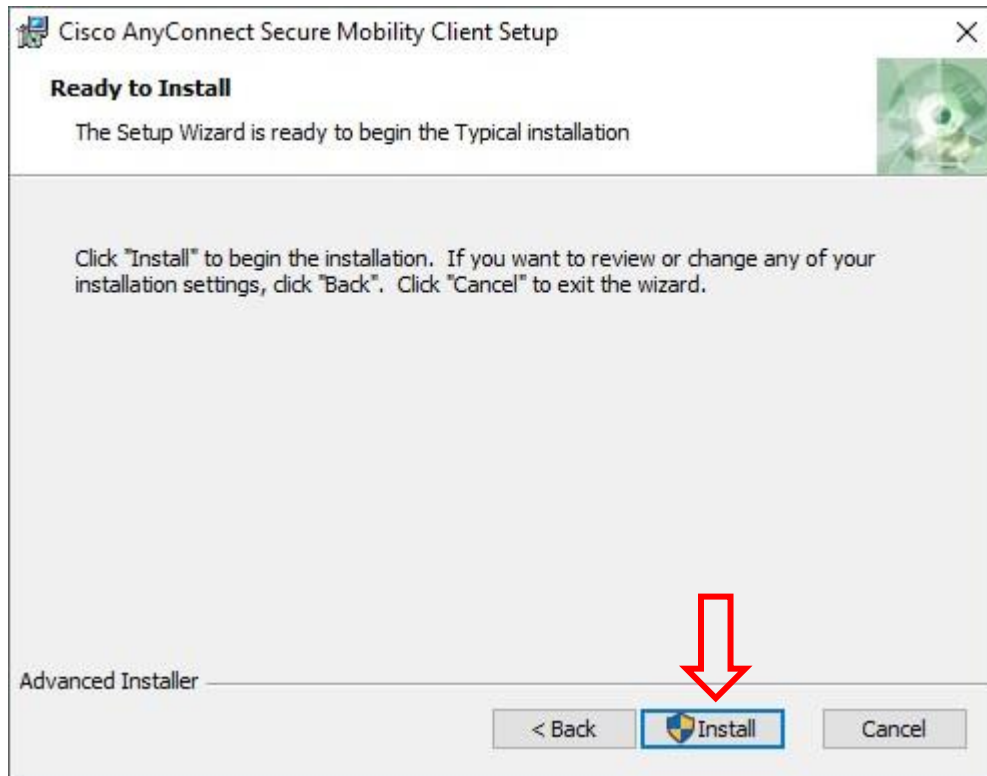 Cisco AnyConnect Secure Mobility Client Setup
Ready to Install
The Setup Wizard is ready to begin the Typical installation
Click "Install" to begin the installation.  If you want to review or change any of your
installation settings, click "Back".  Click "Cancel" to exit the wizard.
Advanced Installer
< Back
Install
Cancel